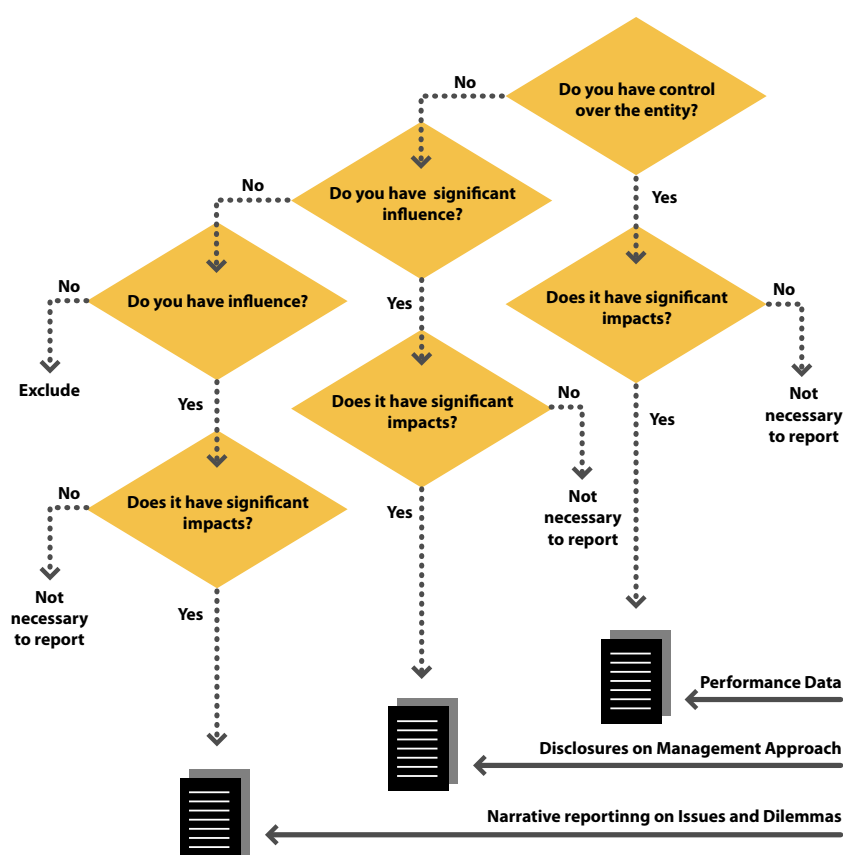 Do you have control
over the entity?
No
Do you have significant
influence?
No
Yes
Do you have influence?
No
Yes
Does it have significant
impacts?
No
Exclude
Yes
Does it have significant
impacts?
No
Not
necessary
to report
Yes
Does it have significant
impacts?
No
Not
necessary
to report
Yes
Not
necessary
to report
Yes
Performance Data
Disclosures on Management Approach
Narrative reportinng on Issues and Dilemmas